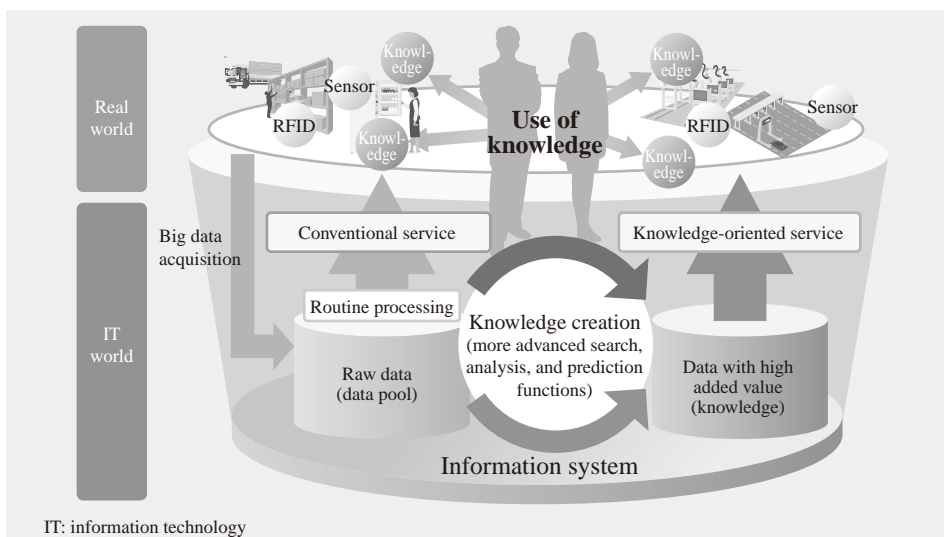 Real
world
Knowl-
edge
Sensor
RFID
Knowl-
edge
Use of
knowledge
Knowl-
edge
RFID
Sensor
Knowl-
edge
IT
world
Big data
acquisition
Conventional service
Knowledge-oriented service
Routine processing
Raw data
(data pool)
Knowledge creation
(more advanced search,
analysis, and prediction
functions)
Data with high
added value
(knowledge)
Information system
IT: information technology